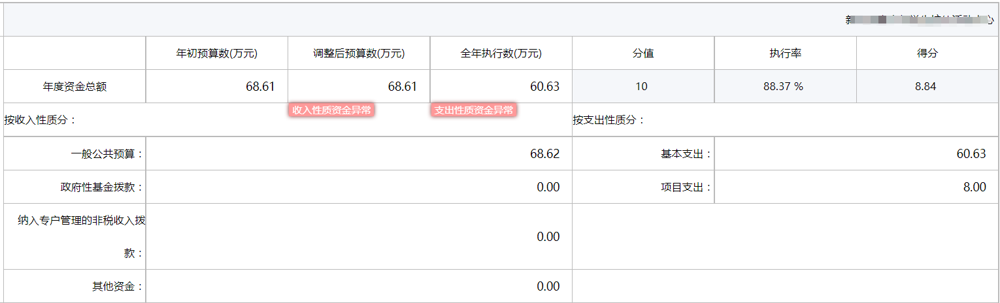 年初预算数(万元) 调整后预算数(万元) 全年执行数(万元) 分值 执行率 得分
年度资金总额 68.61 68.61 60.63 10 88.37 % 8.84
收入性质资金异常 支出性质资金异常
按收入性质分： 按支出性质分：
一般公共预算： 68.62 基本支出： 60.63
政府性基金拨款： 0.00 项目支出： 8.00
纳入专户管理的非税收入拨
款： 0.00
其他资金： 0.00